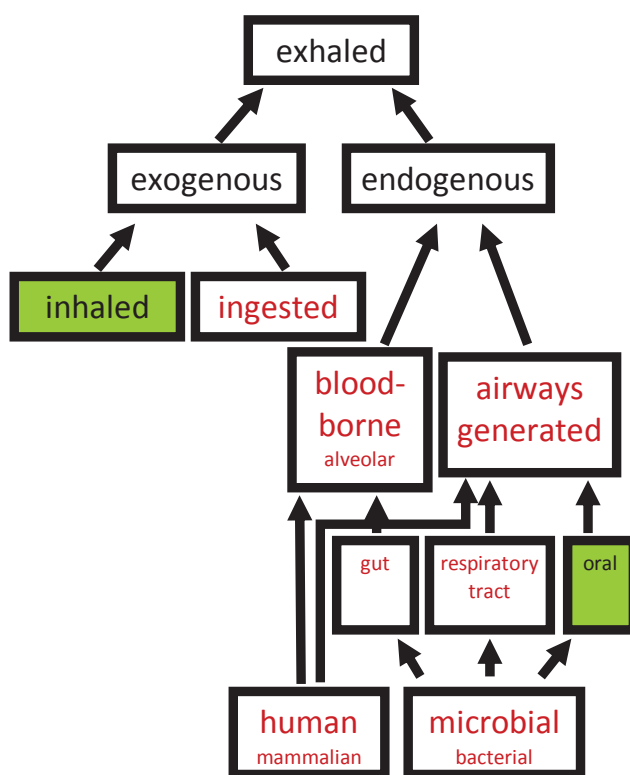 exhaled
exogenous
endogenous
inhaled
ingested
blood-
borne
alveolar
airways
generated
gut
respiratory
tract
oral
human
mammalian
microbial
bacterial